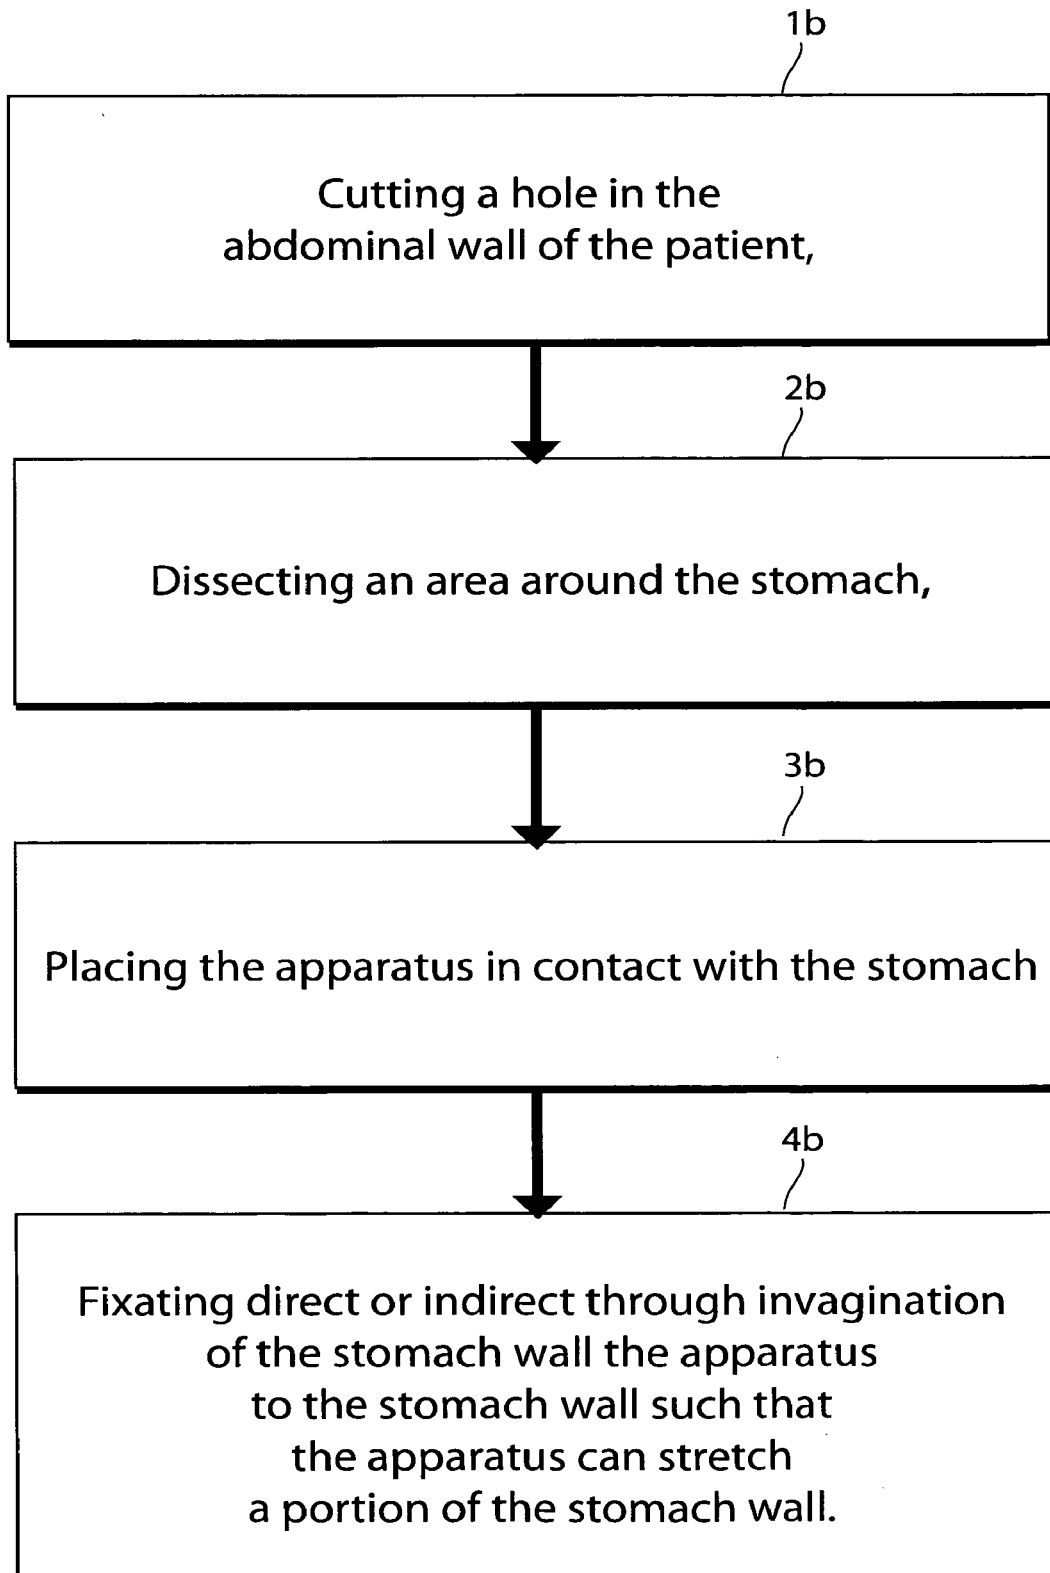 1b
Cutting a hole in the
abdominal wall of the patient,
2b
Dissecting an area around the stomach,
3b
Placing the apparatus in contact with the stomach
4b
Fixating direct or indirect through invagination
of the stomach wall the apparatus
to the stomach wall such that
the apparatus can stretch
a portion of the stomach wall.